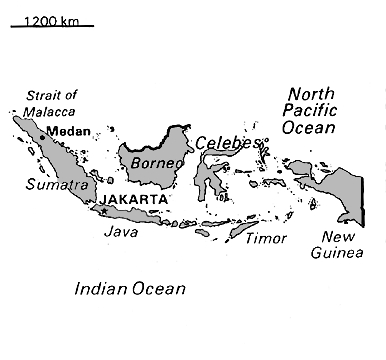 1200 km
Strait of
Malacca
Medan
North
Pacific
Ocean
Celebes
Borneo
Sumatra
JAKARTA
Java
Timor
New
Guinea
Indian Ocean